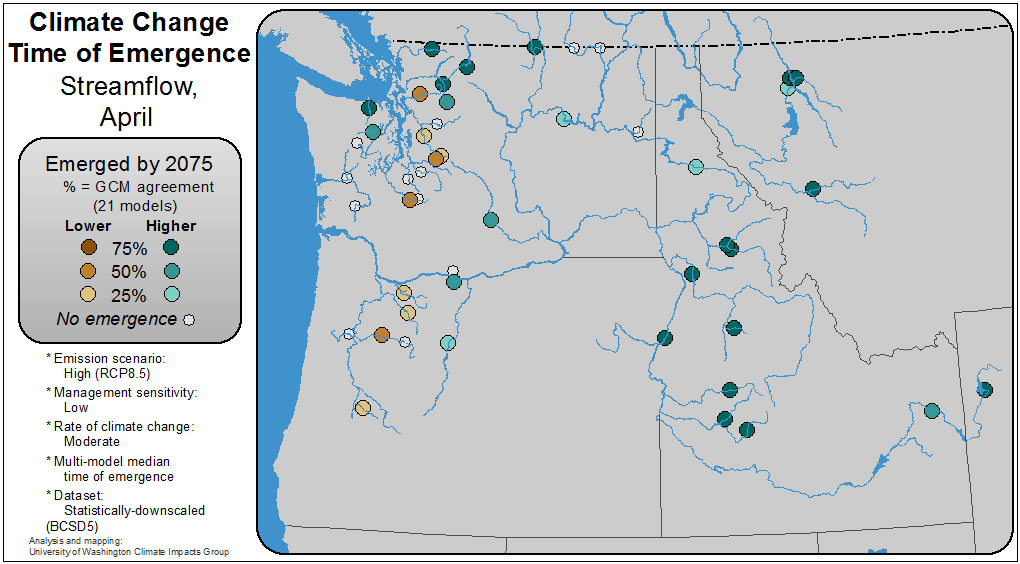 Climate Change
Time of Emergence
Streamflow,
April
Emerged by 2075
% = GCM agreement
(21 models)
Lower Higher
75%
50%
25%
No emergence
* Emission scenario:
High (RCP8.5)
* Management sensitivity:
Low
* Rate of climate change:
Moderate
* Multi-model median
time of emergence
* Dataset:
Statistically-downscaled
(BCSD5)
Analysis and mapping:
University of Washington Climate Impacts Group